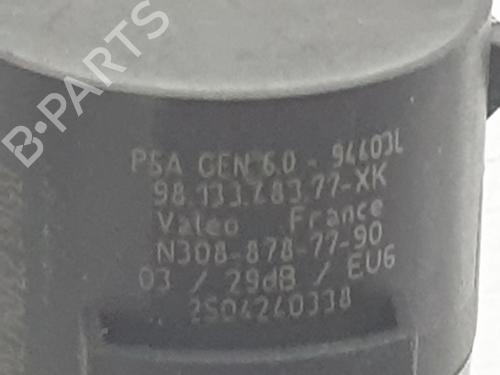 PSA GEN 6.0 - 94403L
98.133.783.77-XK
Valeo France
N308-878-77-90
03 / 29dB / EU6
2504240338
B-PARTS